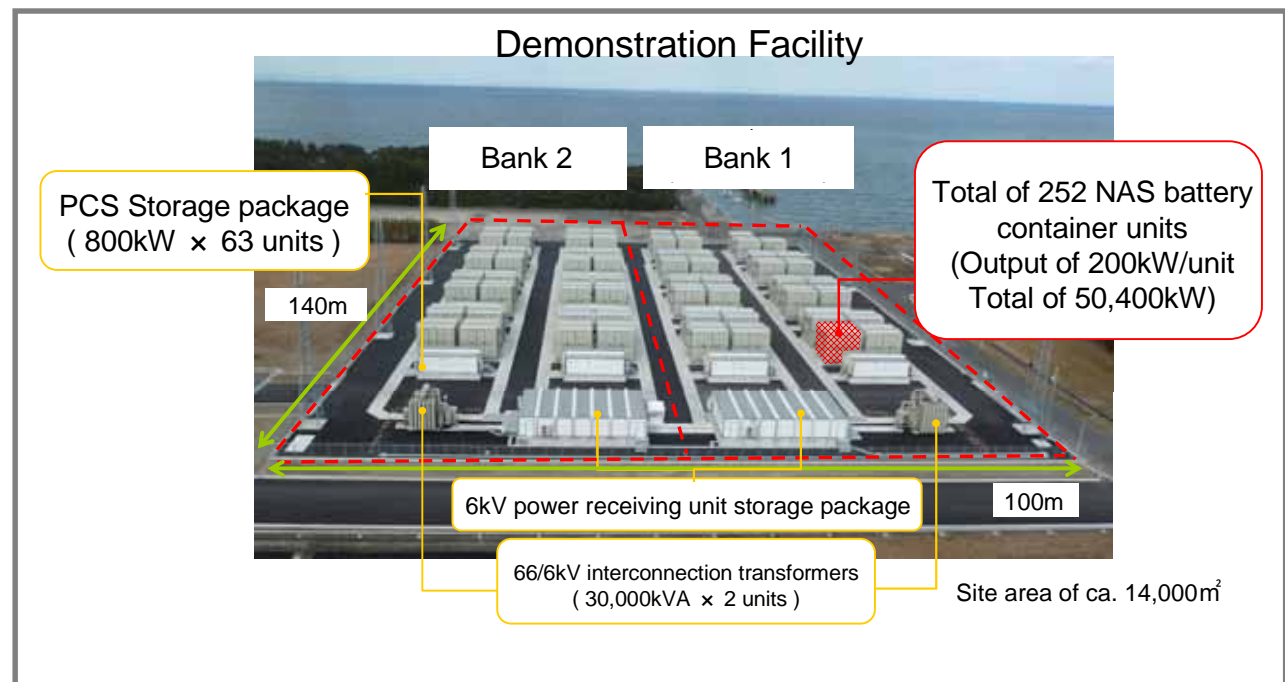 Demonstration Facility
Bank 2
Bank 1
PCS Storage package
( 800kW × 63 units )
Total of 252 NAS battery
container units
(Output of 200kW/unit
Total of 50,400kW)
140m
6kV power receiving unit storage package
100m
66/6kV interconnection transformers
( 30,000kVA × 2 units )
Site area of ca. 14,000㎡